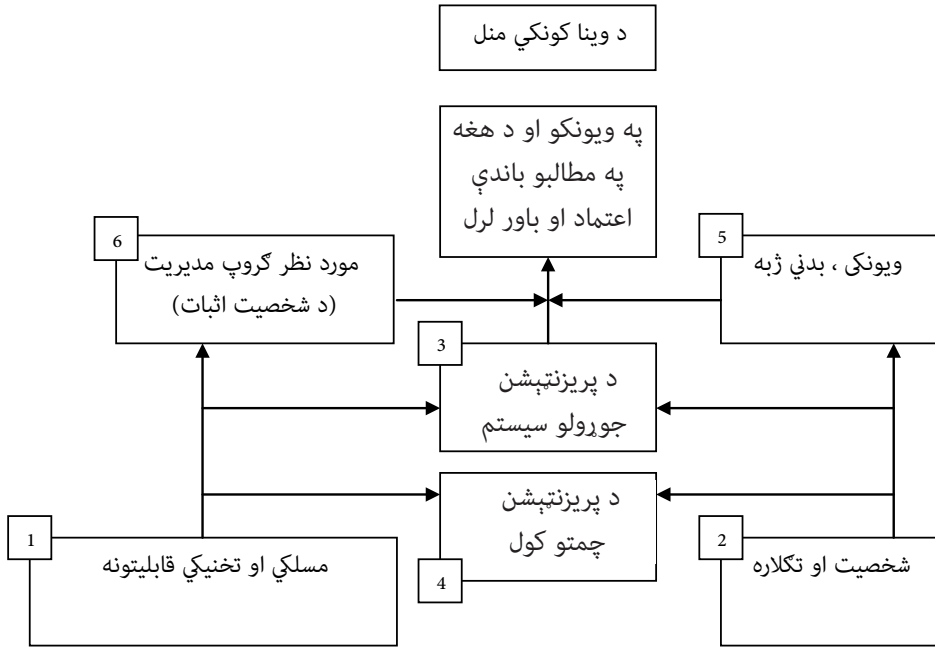 د وینا کونکي منل
په ویونکو او د هغه
په مطالبو باندې
اعتماد او باور لرل
6
مورد نظر ګروپ مدیریت
(د شخصیت اثبات)
5
ویونکی ، بدني ژبه
3
د پریزنټېشن
جوړولو سیستم
د پریزنټېشن
چمتو کول
4
1
مسلکي او تخنیکي قابلیتونه
2
شخصیت او تګلاره